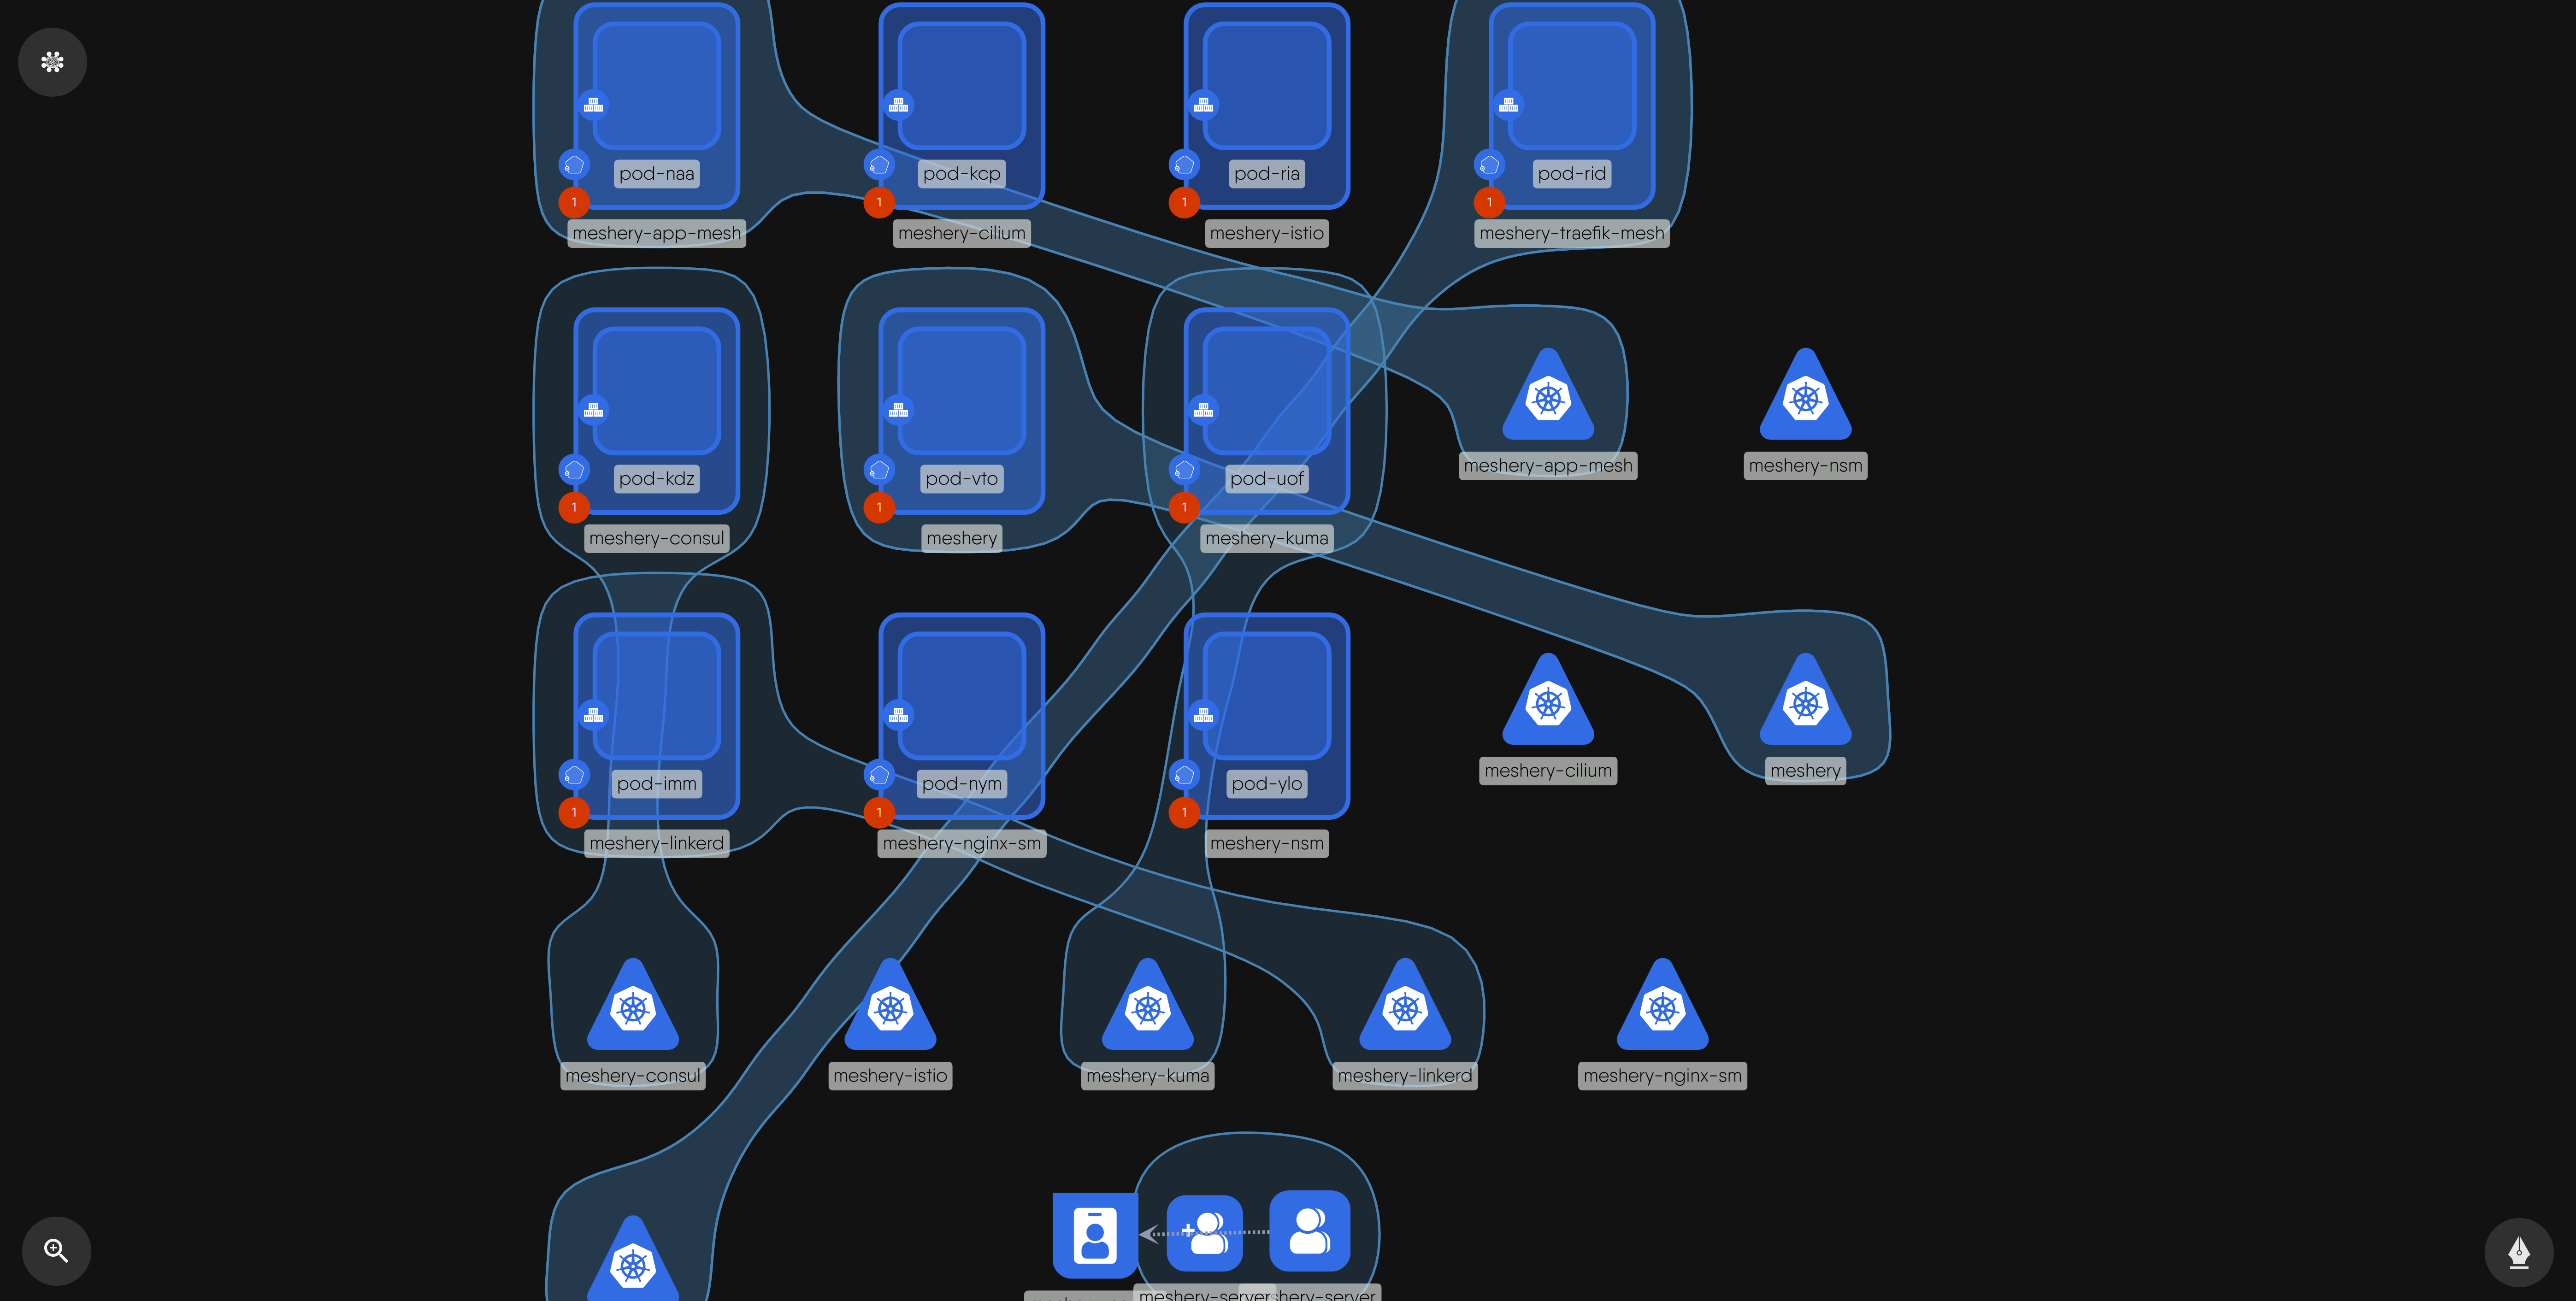 pod-naa
pod-kcp
pod-ria
pod-rid
1
1
1
1
meshery-app-mesh
meshery-cilium
meshery-istio
meshery-traefik-mesh
pod-kdz
pod-vto
pod-uof
meshery-app-mesh
meshery-nsm
1
1
1
meshery-consul
meshery
meshery-kuma
pod-imm
pod-nym
pod-ylo
meshery-cilium
meshery
1
1
1
meshery-linkerd
meshery-nginx-sm
meshery-nsm
meshery-consul
meshery-istio
meshery-kuma
meshery-linkerd
meshery-nginx-sm
meshery-server
hery-server